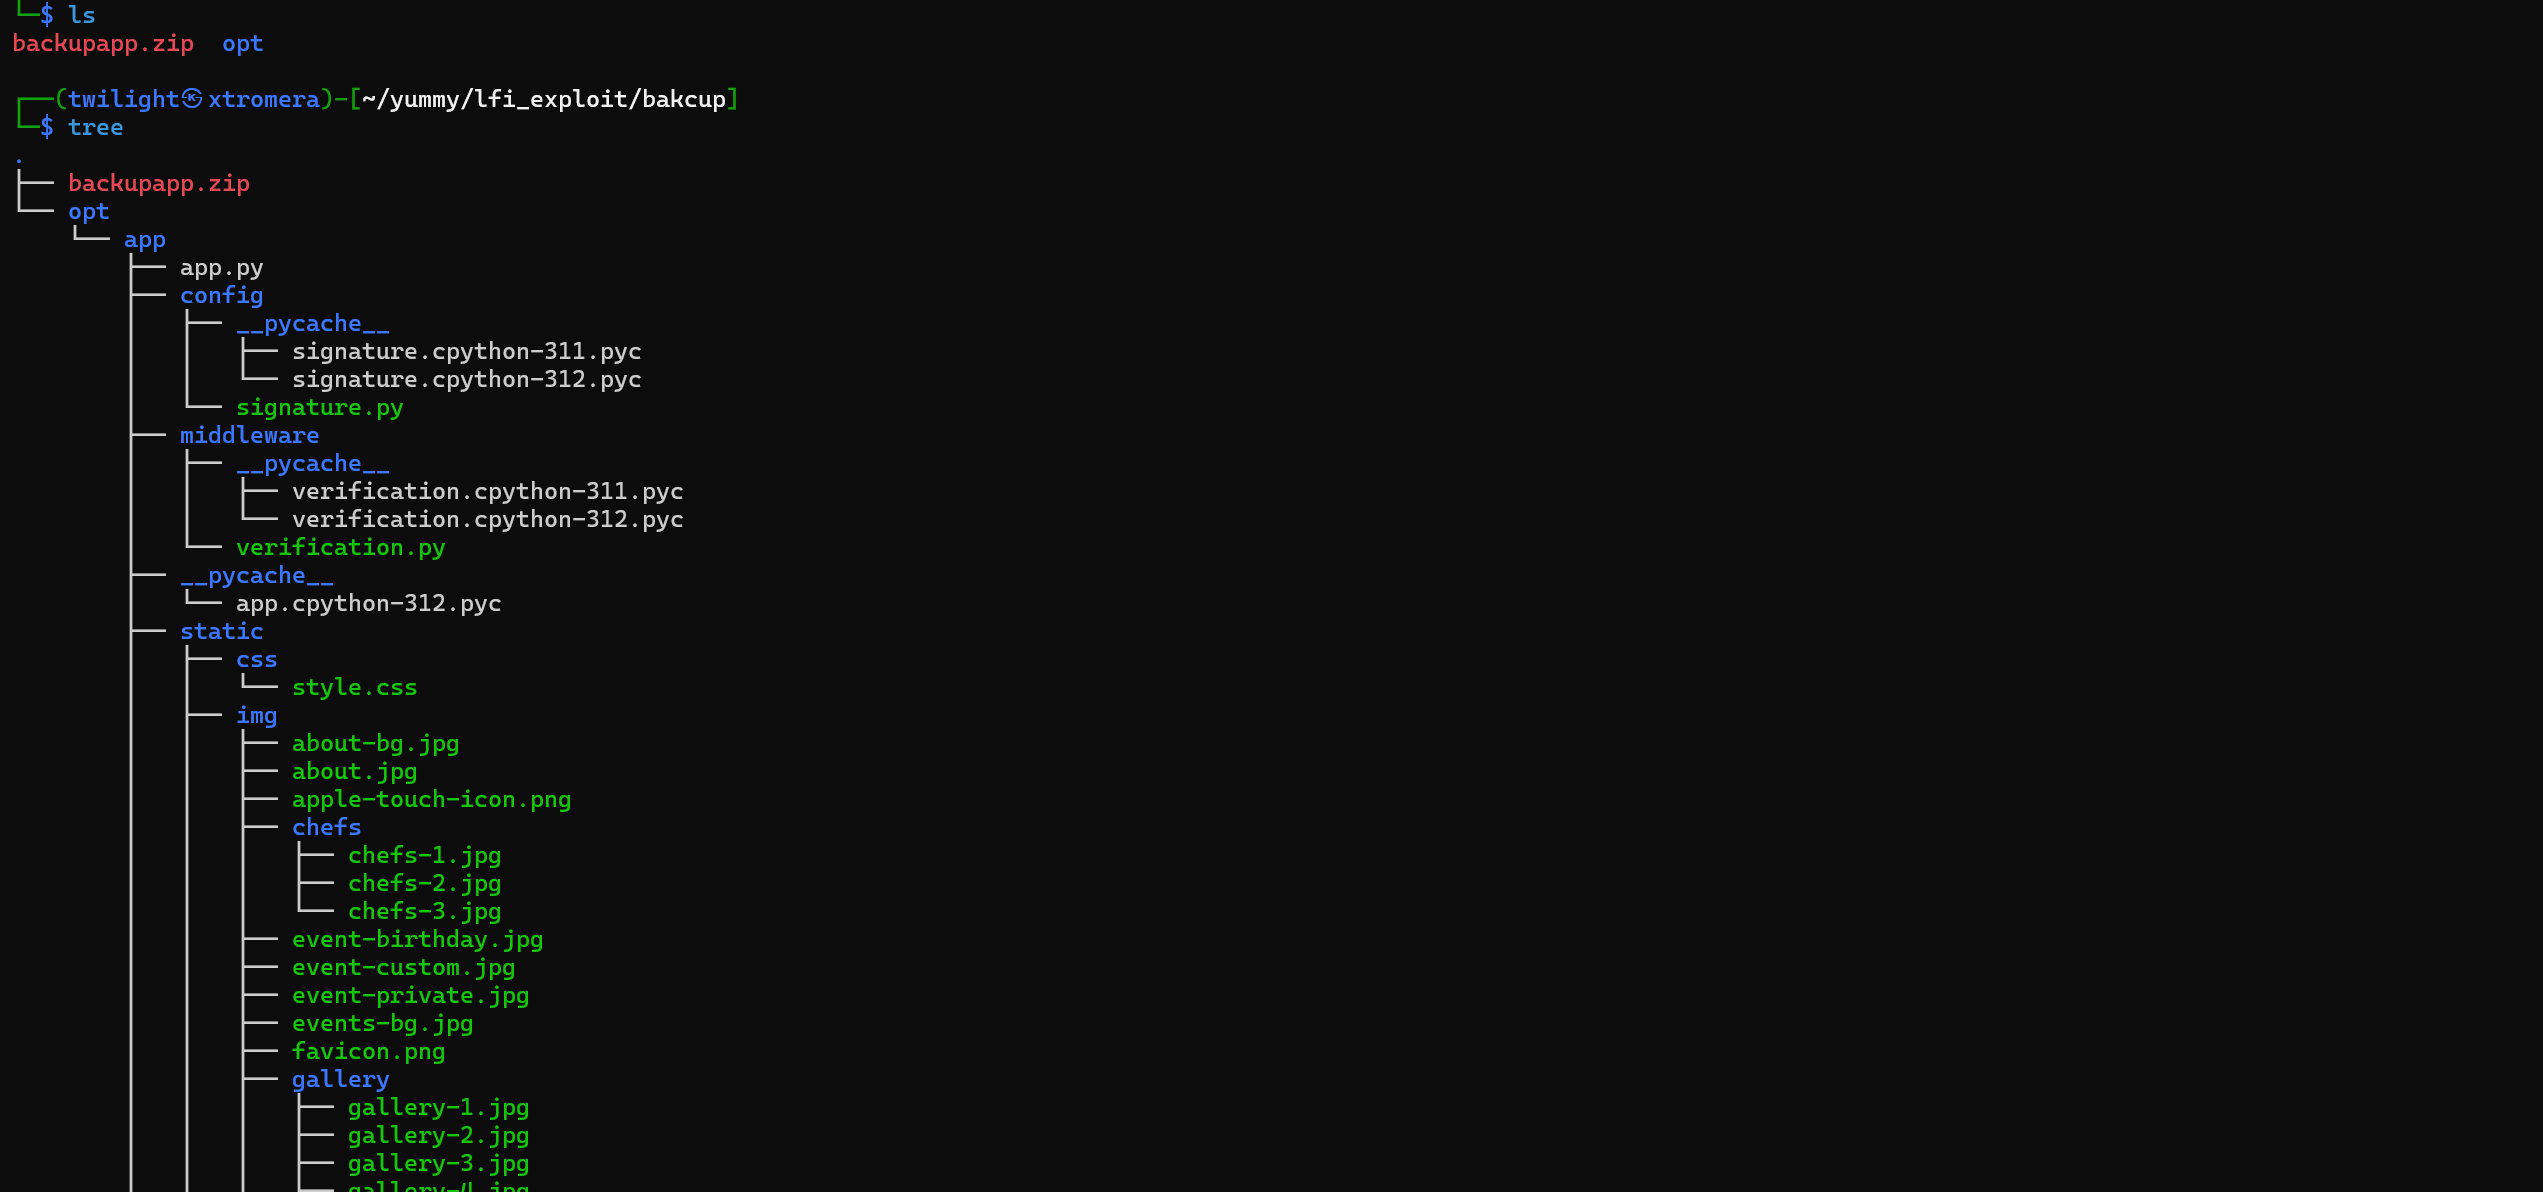 └─$ ls
backupapp.zip  opt

┌──(twilight㉿xtromera)-[~/yummy/lfi_exploit/bakcup]
└─$ tree
.
├── backupapp.zip
└── opt
    └── app
        ├── app.py
        ├── config
        │   ├── __pycache__
        │   │   ├── signature.cpython-311.pyc
        │   │   └── signature.cpython-312.pyc
        │   └── signature.py
        ├── middleware
        │   ├── __pycache__
        │   │   ├── verification.cpython-311.pyc
        │   │   └── verification.cpython-312.pyc
        │   └── verification.py
        ├── __pycache__
        │   └── app.cpython-312.pyc
        ├── static
        │   ├── css
        │   │   └── style.css
        │   ├── img
        │   │   ├── about-bg.jpg
        │   │   ├── about.jpg
        │   │   ├── apple-touch-icon.png
        │   │   ├── chefs
        │   │   │   ├── chefs-1.jpg
        │   │   │   ├── chefs-2.jpg
        │   │   │   └── chefs-3.jpg
        │   │   ├── event-birthday.jpg
        │   │   ├── event-custom.jpg
        │   │   ├── event-private.jpg
        │   │   ├── events-bg.jpg
        │   │   ├── favicon.png
        │   │   ├── gallery
        │   │   │   ├── gallery-1.jpg
        │   │   │   ├── gallery-2.jpg
        │   │   │   ├── gallery-3.jpg
        │   │   │   ├── gallery-4.jpg